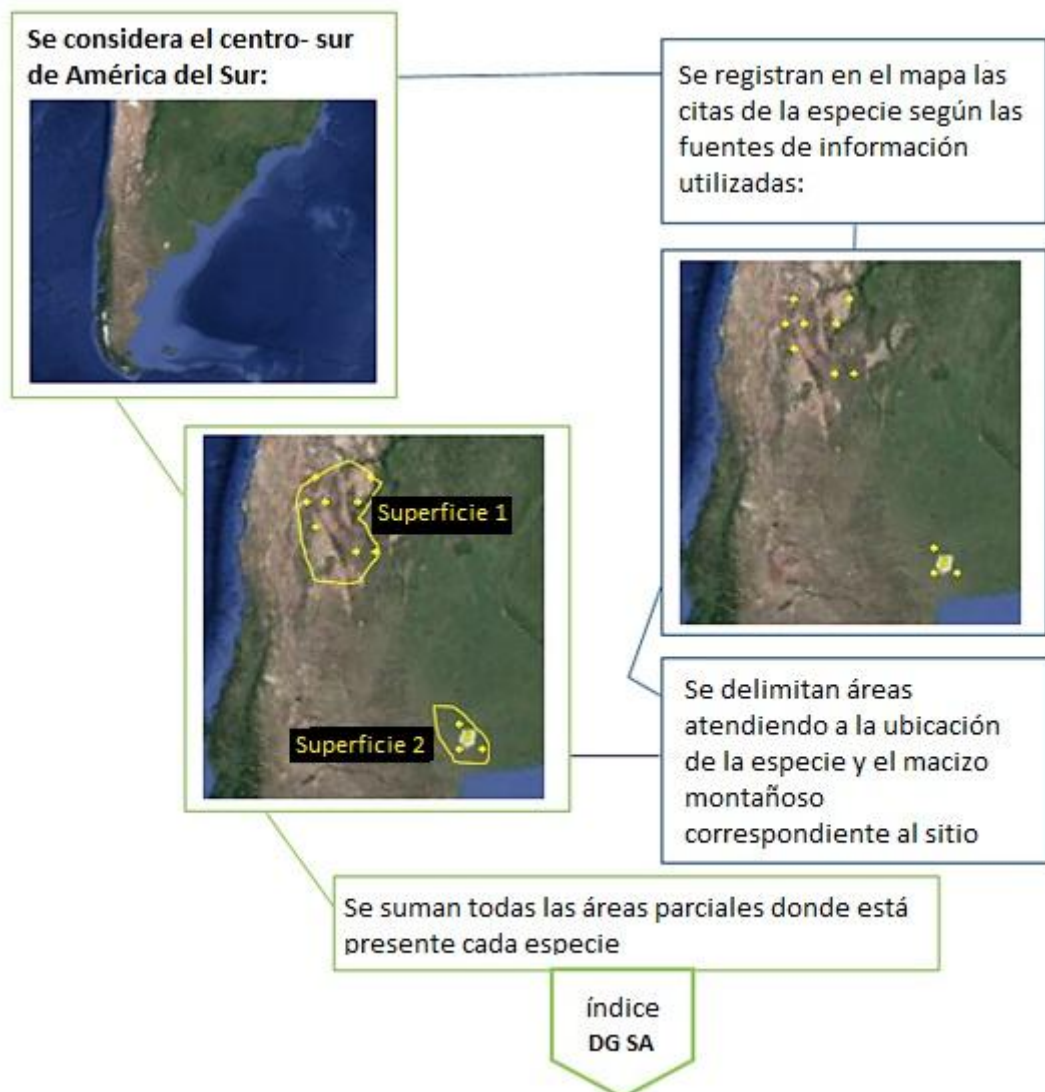 Se considera el centro- sur
de América del Sur:
Se registran en el mapa las
citas de la especie según las
fuentes de información
utilizadas:
Superficie 1
Superficie 2
Se delimitan áreas
atendiendo a la ubicación
de la especie y el macizo
montañoso
correspondiente al sitio
Se suman todas las áreas parciales donde está
presente cada especie
índice
DG SA